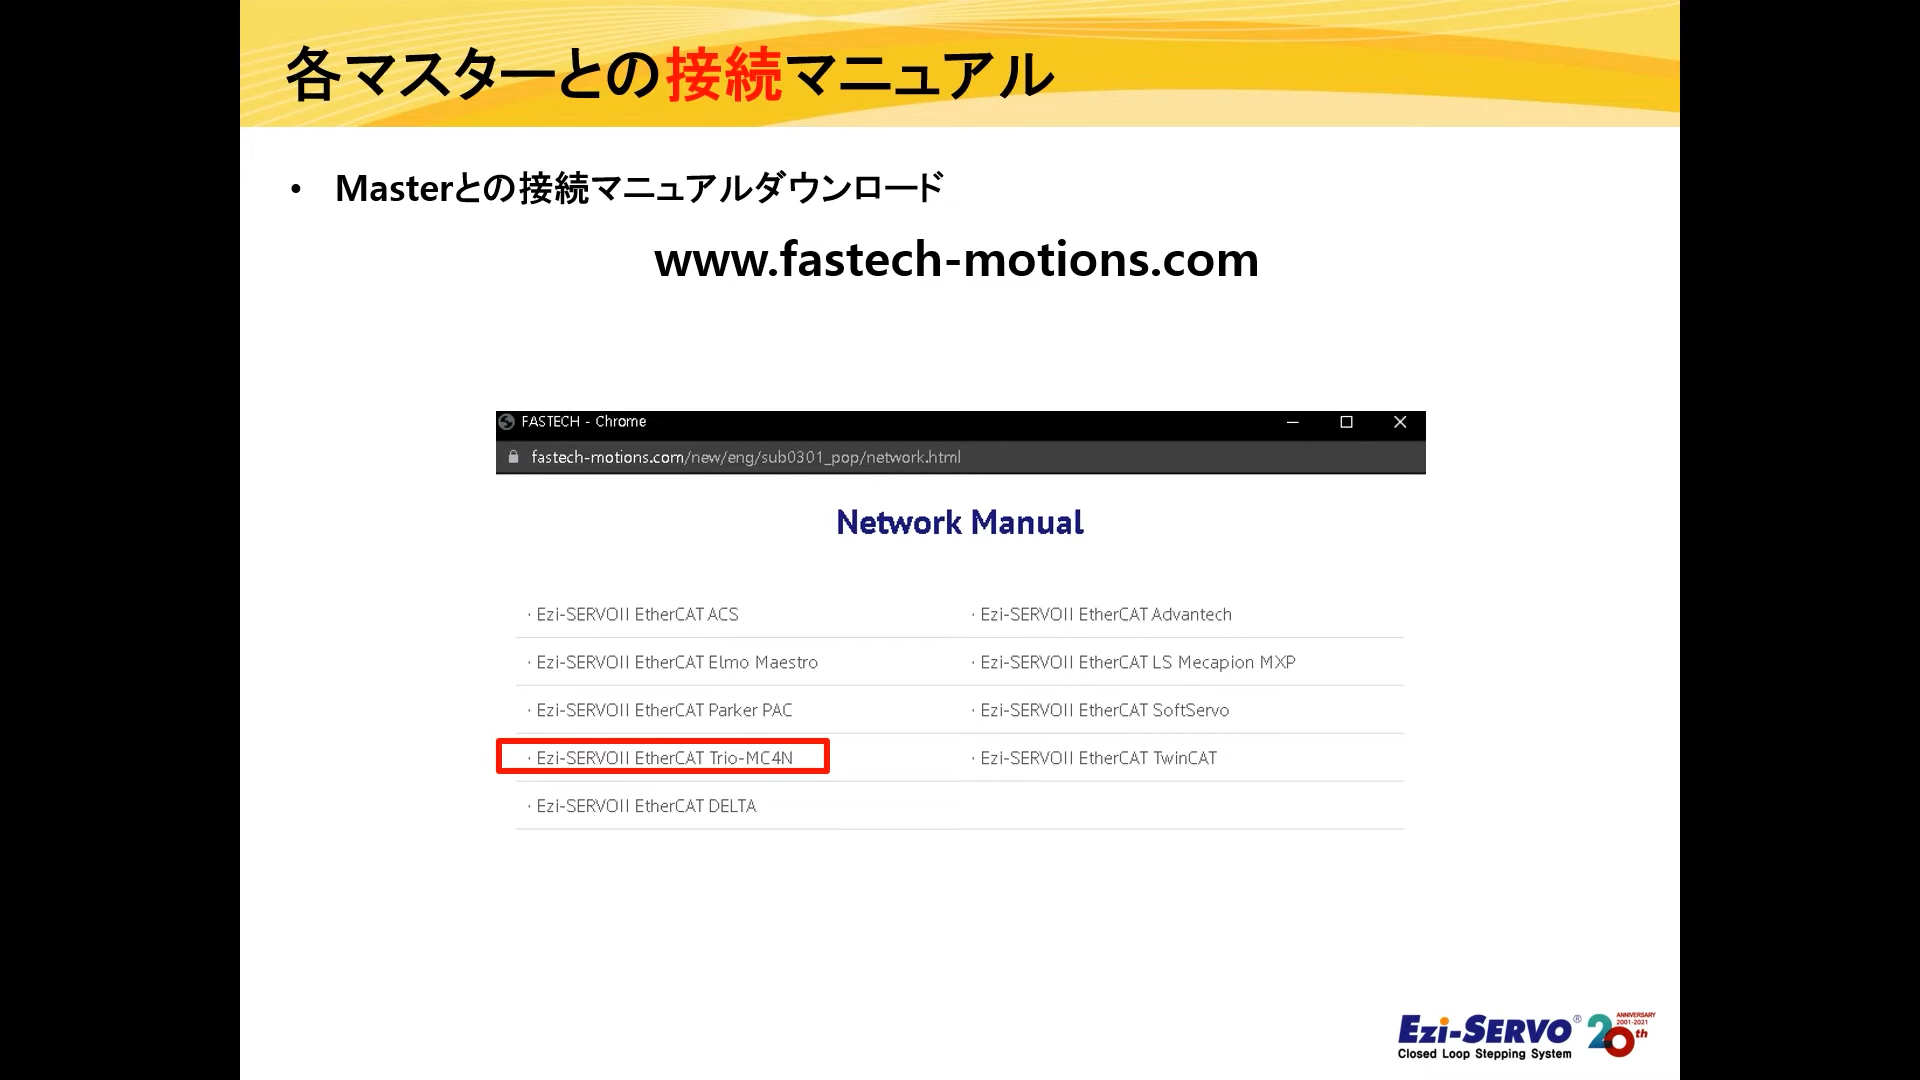 各マスターとの接続マニュアル
• Masterとの接続マニュアルダウンロード
www.fastech-motions.com
FASTECH - Chrome
fastech-motions.com/new/eng/sub0301_pop/network.html
Network Manual
· Ezi-SERVOII EtherCAT ACS
· Ezi-SERVOII EtherCAT Advantech
· Ezi-SERVOII EtherCAT Elmo Maestro
· Ezi-SERVOII EtherCAT LS Mecapion MXP
· Ezi-SERVOII EtherCAT Parker PAC
· Ezi-SERVOII EtherCAT SoftServo
· Ezi-SERVOII EtherCAT Trio-MC4N
· Ezi-SERVOII EtherCAT TwinCAT
· Ezi-SERVOII EtherCAT DELTA
Ezi-SERVO®
Closed Loop Stepping System
20th
ANNIVERSARY
2001-2021